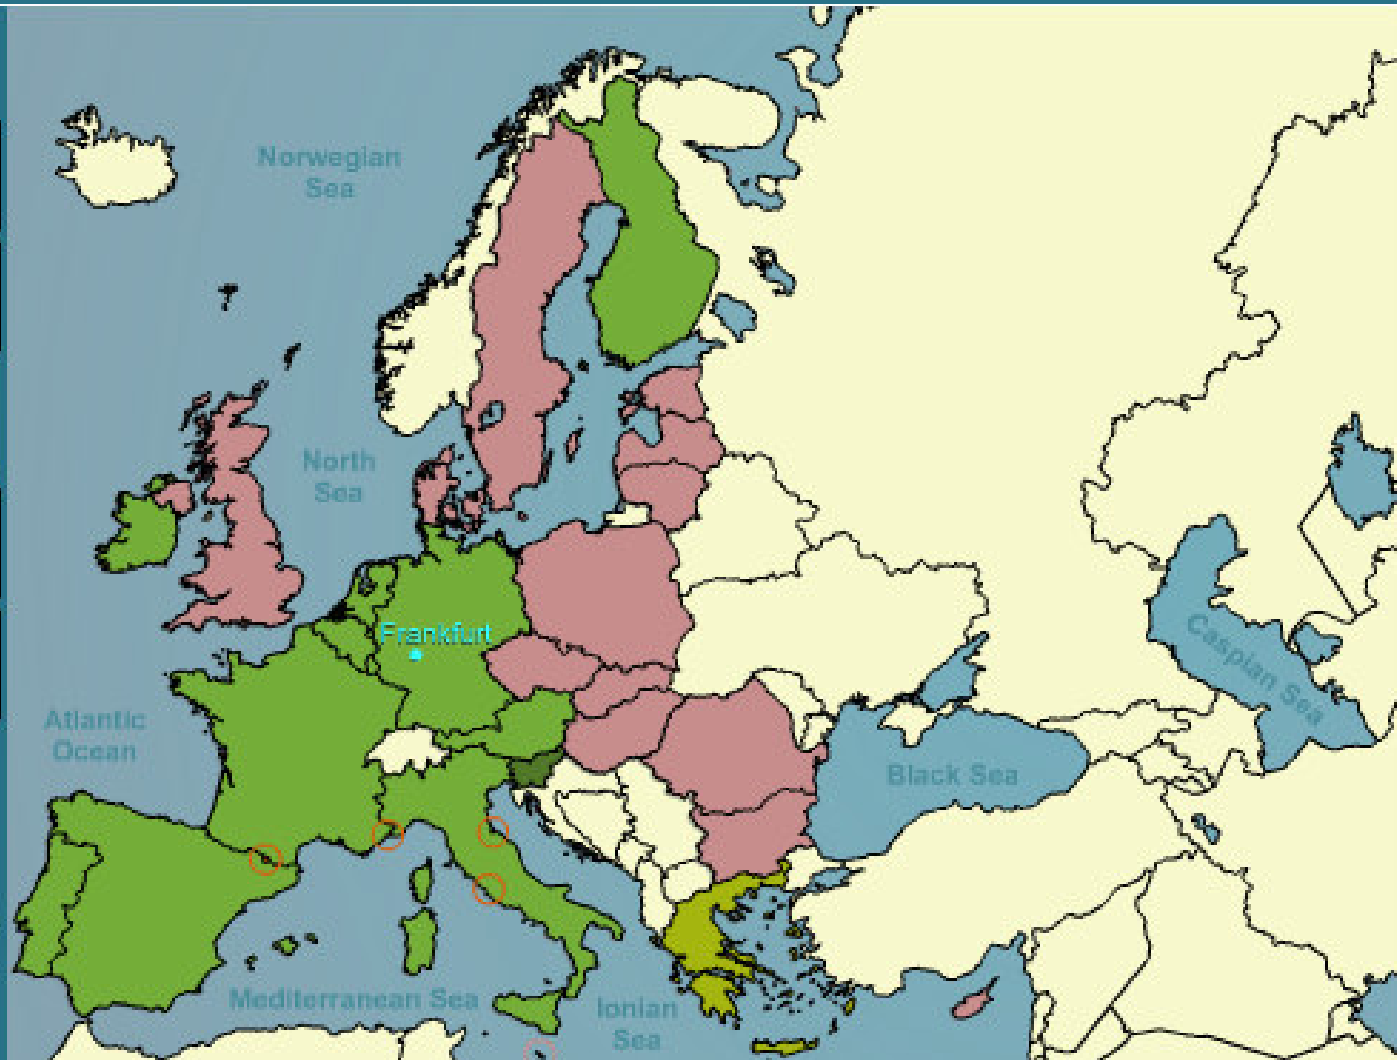 Norwegian
Sea
North
Sea
Frankfurt
Atlantic
Ocean
Caspian Sea
Black Sea
Mediterranean Sea
Ionian
Sea